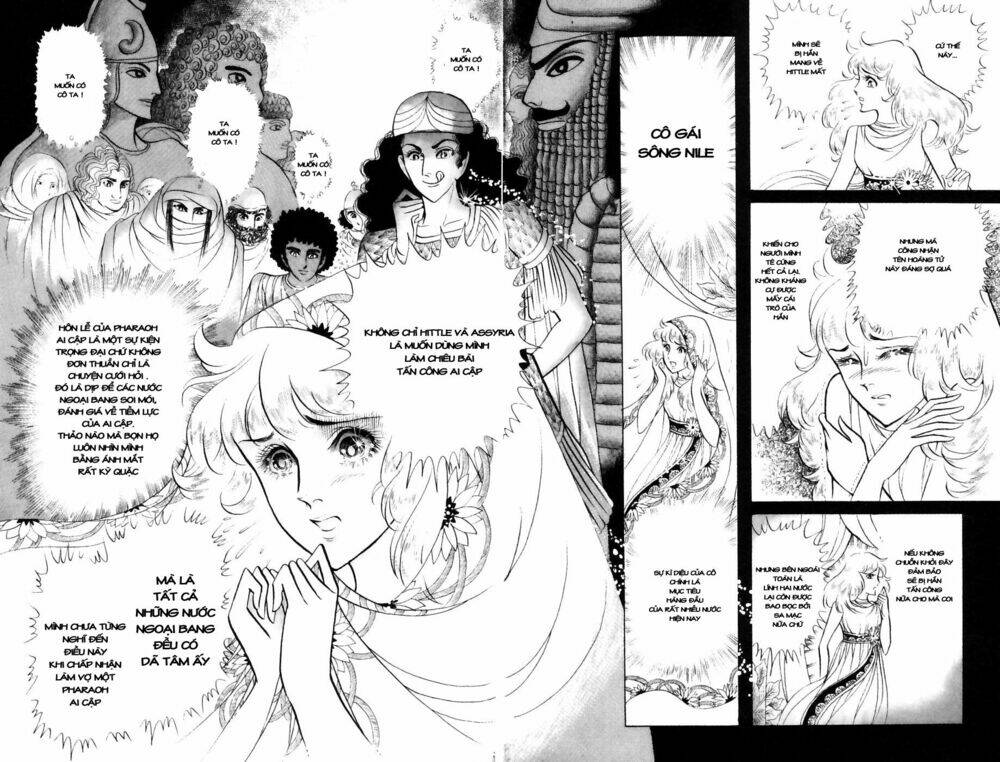 CỨ THẾ
NÀY...
MÌNH SẼ
BỊ HẮN
MANG VỀ
HITTLE MẤT
NHƯNG MÀ
CÔNG NHẬN
TÊN HOÀNG TỬ
NÀY ĐÁNG SỢ QUÁ
KHIẾN CHO
NGƯỜI MÌNH
TÊ CỨNG
HẾT CẢ LẠI.
KHÔNG KHÁNG
CỰ ĐƯỢC
MẤY CÁI
TRÒ CỦA
HẮN
NẾU KHÔNG
CHUỒN KHỎI ĐÂY
ĐẢM BẢO
SẼ BỊ HẮN
TẤN CÔNG
NỮA CHO MÀ COI
NHƯNG BÊN NGOÀI
TOÀN LÀ
LÍNH HAI NƯỚC
LẠI CÒN ĐƯỢC
BAO BỌC BỞI
SA MẠC
NỮA CHỨ
CÔ GÁI
SÔNG NILE
SỰ KÌ DIỆU CỦA CÔ
CHÍNH LÀ
MỤC TIÊU
HÀNG ĐẦU
CỦA RẤT NHIỀU NƯỚC
HIỆN NAY
TA
MUỐN CÓ
CÔ TA !
TA
MUỐN CÓ
CÔ TA !
TA
MUỐN CÓ
CÔ TA !
TA
MUỐN CÓ
CÔ TA !
KHÔNG CHỈ HITTLE VÀ ASSYRIA
LÀ MUỐN DÙNG MÌNH
LÀM CHIÊU BÀI
TẤN CÔNG AI CẬP
HÔN LỄ CỦA PHARAOH
AI CẬP LÀ MỘT SỰ KIỆN
TRỌNG ĐẠI CHỨ KHÔNG
ĐƠN THUẦN CHỈ LÀ
CHUYỆN CƯỚI HỎI .
ĐÓ LÀ DỊP ĐỂ CÁC NƯỚC
NGOẠI BANG SOI MÓI,
ĐÁNH GIÁ VỀ TIỀM LỰC
CỦA AI CẬP.
THẢO NÀO MÀ BỌN HỌ
LUÔN NHÌN MÌNH
BẰNG ÁNH MẮT
RẤT KỲ QUẶC
MÀ LÀ
TẤT CẢ
NHỮNG NƯỚC
NGOẠI BANG
ĐỀU CÓ
DÃ TÂM ẤY
MÌNH CHƯA TỪNG
NGHĨ ĐẾN
ĐIỀU NÀY
KHI CHẤP NHẬN
LÀM VỢ MỘT
PHARAOH
AI CẬP